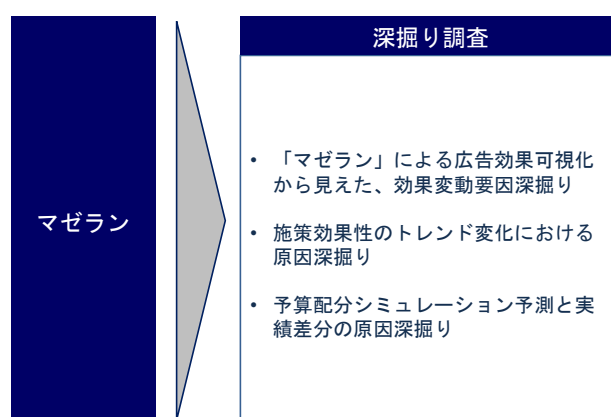 マゼラン
深掘り調査
• 「マゼラン」による広告効果可視化
から見えた、効果変動要因深掘り
• 施策効果性のトレンド変化における
原因深掘り
• 予算配分シミュレーション予測と実
績差分の原因深掘り